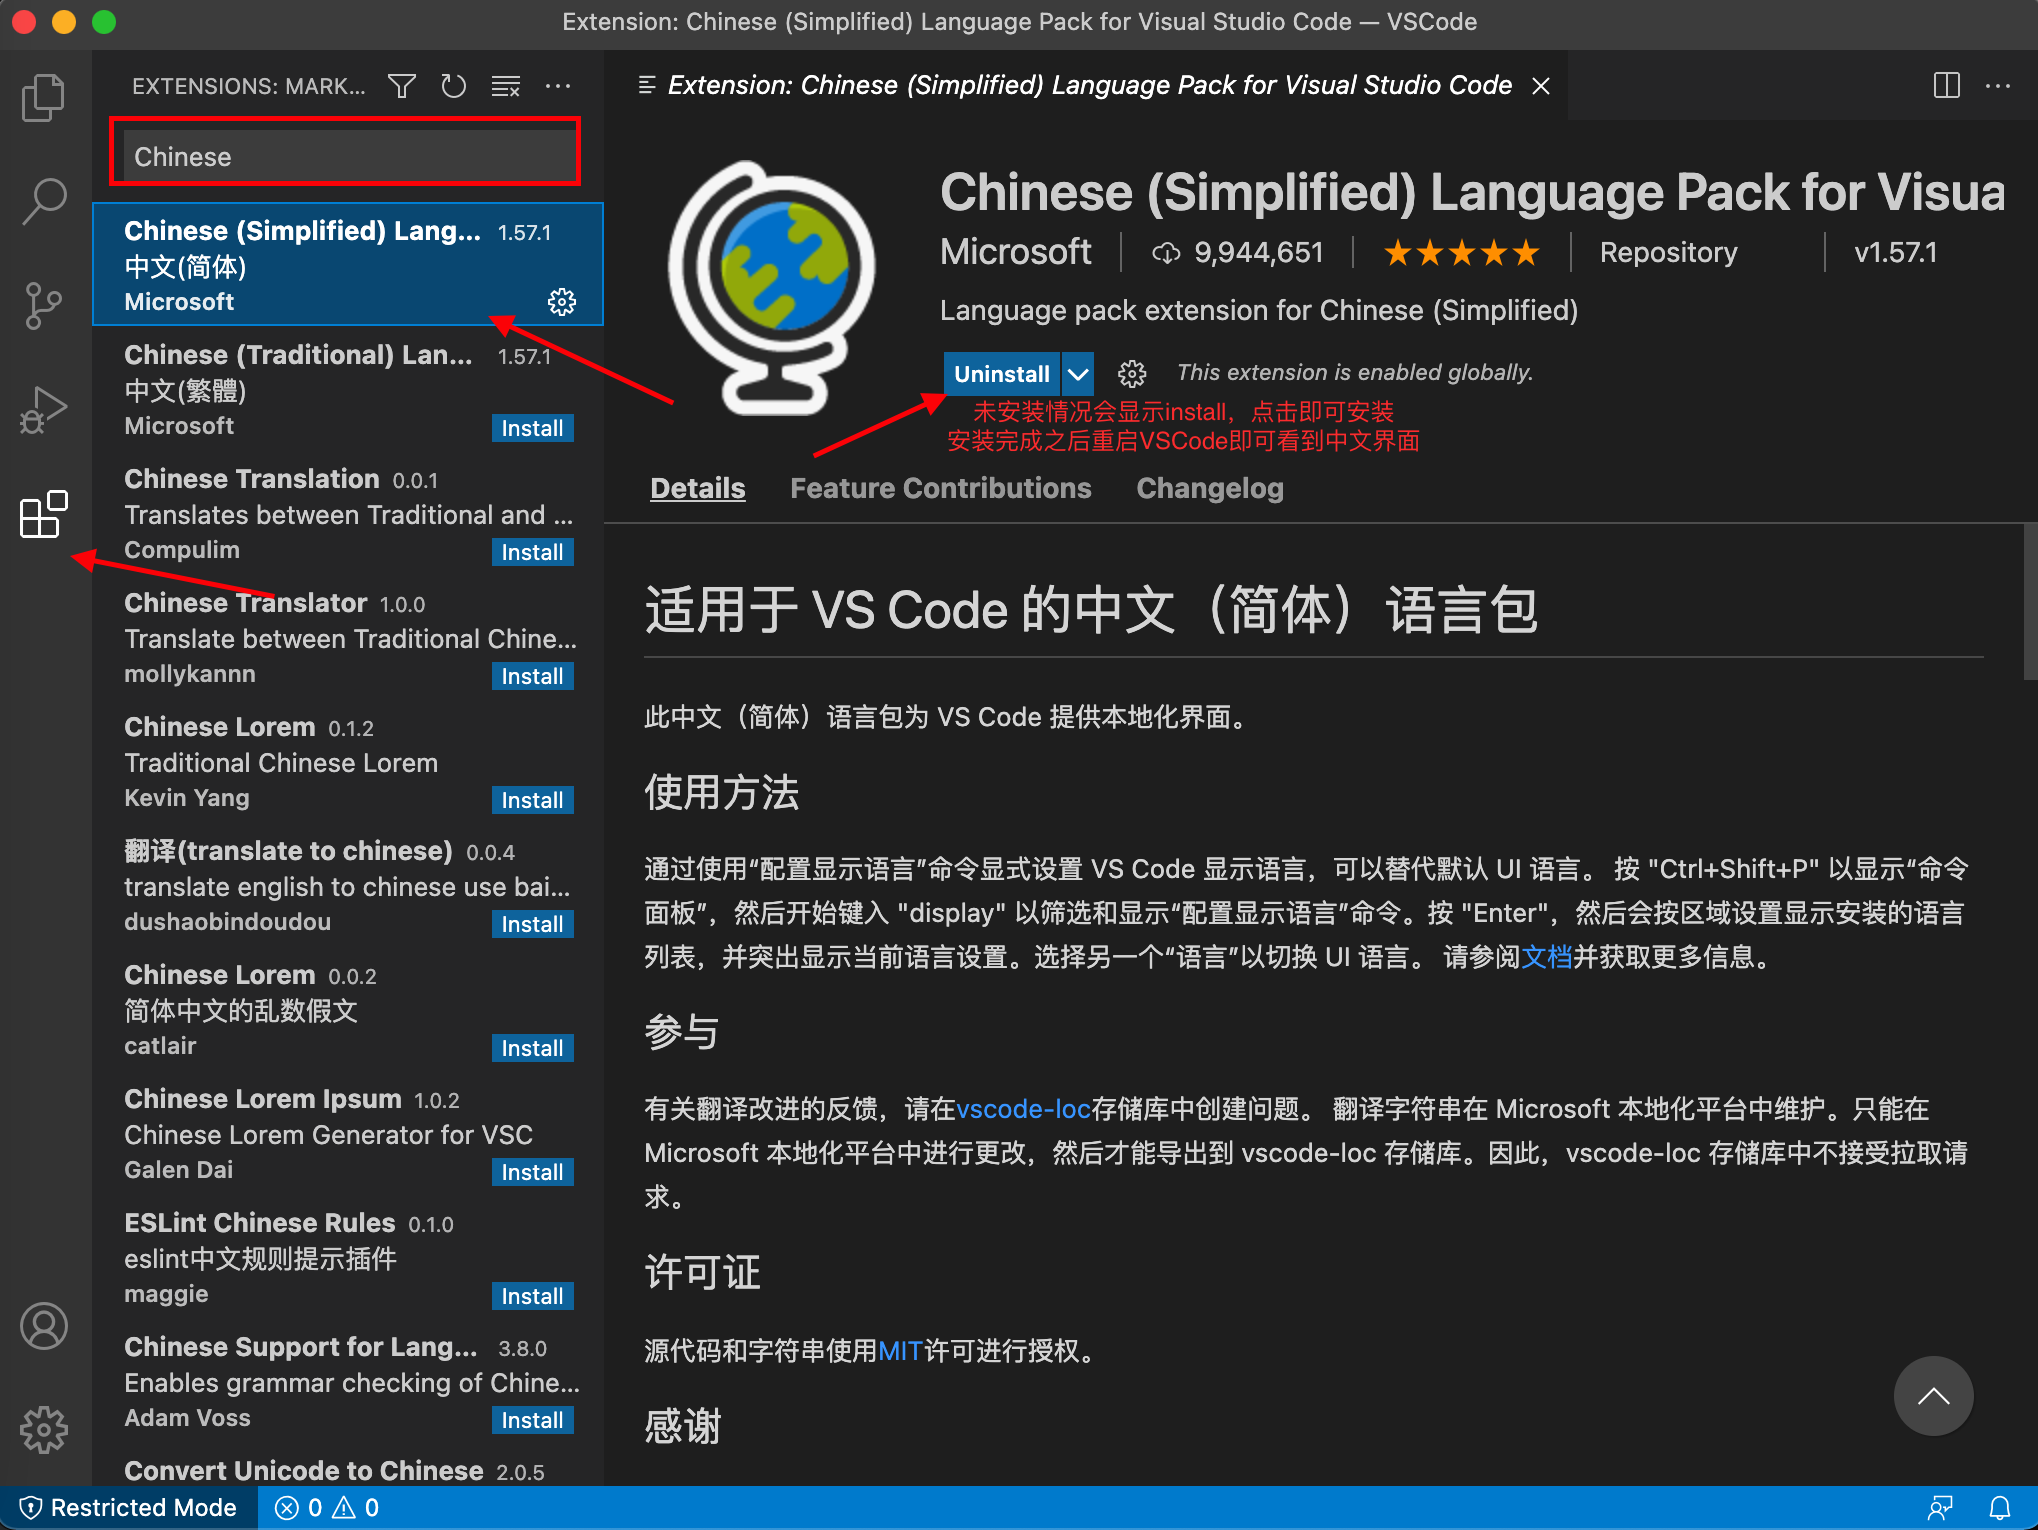 Extension: Chinese (Simplified) Language Pack for Visual Studio Code — VSCode
EXTENSIONS: MARK...
Chinese
Chinese (Simplified) Lang... 1.57.1
中文(简体)
Microsoft
Chinese (Traditional) Lan... 1.57.1
中文(繁體)
Microsoft
Install
Chinese Translation 0.0.1
Translates between Traditional and ...
Compulim
Install
Chinese Translator 1.0.0
Translate between Traditional Chine...
mollykannn
Install
Chinese Lorem 0.1.2
Traditional Chinese Lorem
Kevin Yang
Install
翻译(translate to chinese) 0.0.4
translate english to chinese use bai...
dushaobindoudou
Install
Chinese Lorem 0.0.2
简体中文的乱数假文
catlair
Install
Chinese Lorem Ipsum 1.0.2
Chinese Lorem Generator for VSC
Galen Dai
Install
ESLint Chinese Rules 0.1.0
eslint中文规则提示插件
maggie
Install
Chinese Support for Lang... 3.8.0
Enables grammar checking of Chine...
Adam Voss
Install
Convert Unicode to Chinese 2.0.5
Extension: Chinese (Simplified) Language Pack for Visual Studio Code
Chinese (Simplified) Language Pack for Visua
Microsoft 9,944,651 ★★★★★ Repository v1.57.1
Language pack extension for Chinese (Simplified)
Uninstall This extension is enabled globally.
未安装情况会显示install，点击即可安装
安装完成之后重启VSCode即可看到中文界面
Details Feature Contributions Changelog
适用于 VS Code 的中文（简体）语言包
此中文（简体）语言包为 VS Code 提供本地化界面。
使用方法
通过使用“配置显示语言”命令显式设置 VS Code 显示语言，可以替代默认 UI 语言。 按 "Ctrl+Shift+P" 以显示“命令
面板”，然后开始键入 "display" 以筛选和显示“配置显示语言”命令。按 "Enter"，然后会按区域设置显示安装的语言
列表，并突出显示当前语言设置。选择另一个“语言”以切换 UI 语言。 请参阅文档并获取更多信息。
参与
有关翻译改进的反馈，请在vscode-loc存储库中创建问题。 翻译字符串在 Microsoft 本地化平台中维护。只能在
Microsoft 本地化平台中进行更改，然后才能导出到 vscode-loc 存储库。因此，vscode-loc 存储库中不接受拉取请
求。
许可证
源代码和字符串使用MIT许可进行授权。
感谢
Restricted Mode 0 0